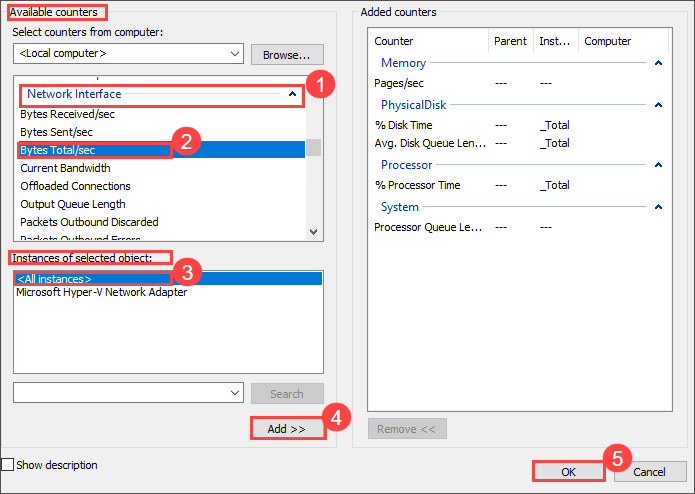 Available counters
Select counters from computer:
<Local computer>
Browse...
Network Interface
1
Bytes Received/sec
Bytes Sent/sec
2
Bytes Total/sec
Current Bandwidth
Offloaded Connections
Output Queue Length
Packets Outbound Discarded
Packets Outbound Errors
Instances of selected object:
3
<All instances>
Microsoft Hyper-V Network Adapter
Search
Add >>
4
Show description
Added counters
Counter Parent Inst... Computer
Memory
Pages/sec --- ---
PhysicalDisk
% Disk Time --- _Total
Avg. Disk Queue Len... --- _Total
Processor
% Processor Time --- _Total
System
Processor Queue Le... --- ---
Remove <<
5
OK
Cancel